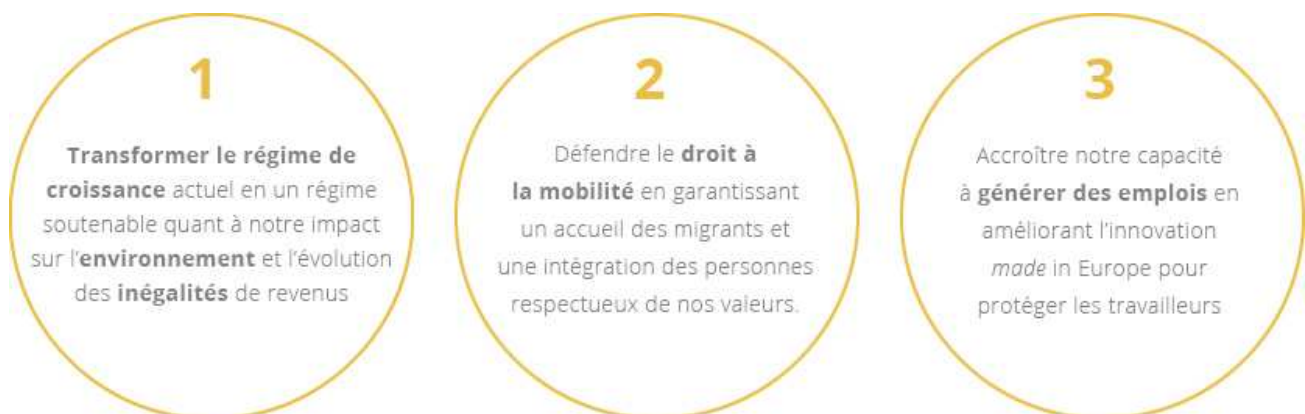 1
Transformer le régime de
croissance actuel en un régime
soutenable quant à notre impact
sur l'environnement et l'évolution
des inégalités de revenus
2
Défendre le droit à
la mobilité en garantissant
un accueil des migrants et
une intégration des personnes
respectueux de nos valeurs.
3
Accroître notre capacité
à générer des emplois en
améliorant l'innovation
made in Europe pour
protéger les travailleurs